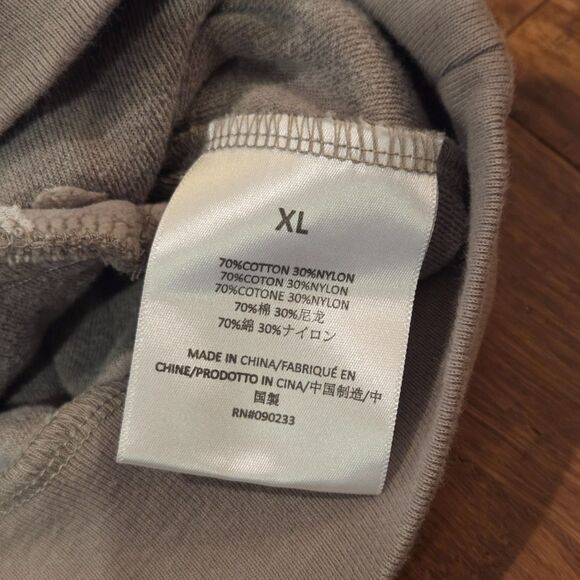 XL
70%COTTON 30%NYLON
70%COTON 30%NYLON
70%COTONE 30%NYLON
70%棉 30%尼龙
70%綿 30%ナイロン
MADE IN CHINA/FABRIQUÉ EN
CHINE/PRODOTTO IN CINA/中国制造/中
国製
RN#090233